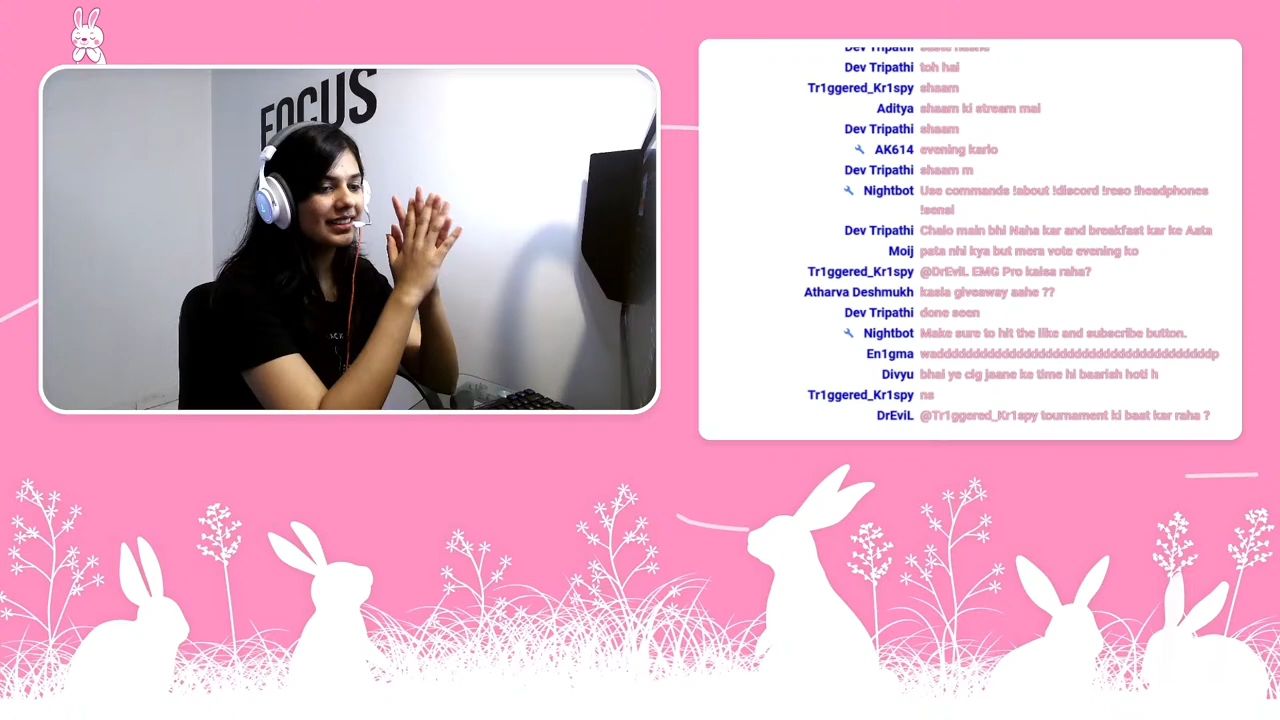 FOCUS
Dev Tripathi
Dev Tripathi toh hai
Tr1ggered_Kr1spy shaam
Aditya shaam ki stream mai
Dev Tripathi shaam
AK614 evening karlo
Dev Tripathi shaam m
Nightbot Use commands !about !discord !reso !headphones
!sensi
Dev Tripathi Chalo main bhi Naha kar and breakfast kar ke Aata
Moij pata nhi kya but mera vote evening ko
Tr1ggered_Kr1spy @DrEviL EMG Pro kaisa raha?
Atharva Deshmukh kasla giveaway aahe ??
Dev Tripathi done seen
Nightbot Make sure to hit the like and subscribe button.
En1gma
Divyu bhai ye cig jaane ke time hi baarish hoti h
Tr1ggered_Kr1spy ns
DrEviL @Tr1ggered_Kr1spy tournament ki baat kar raha ?